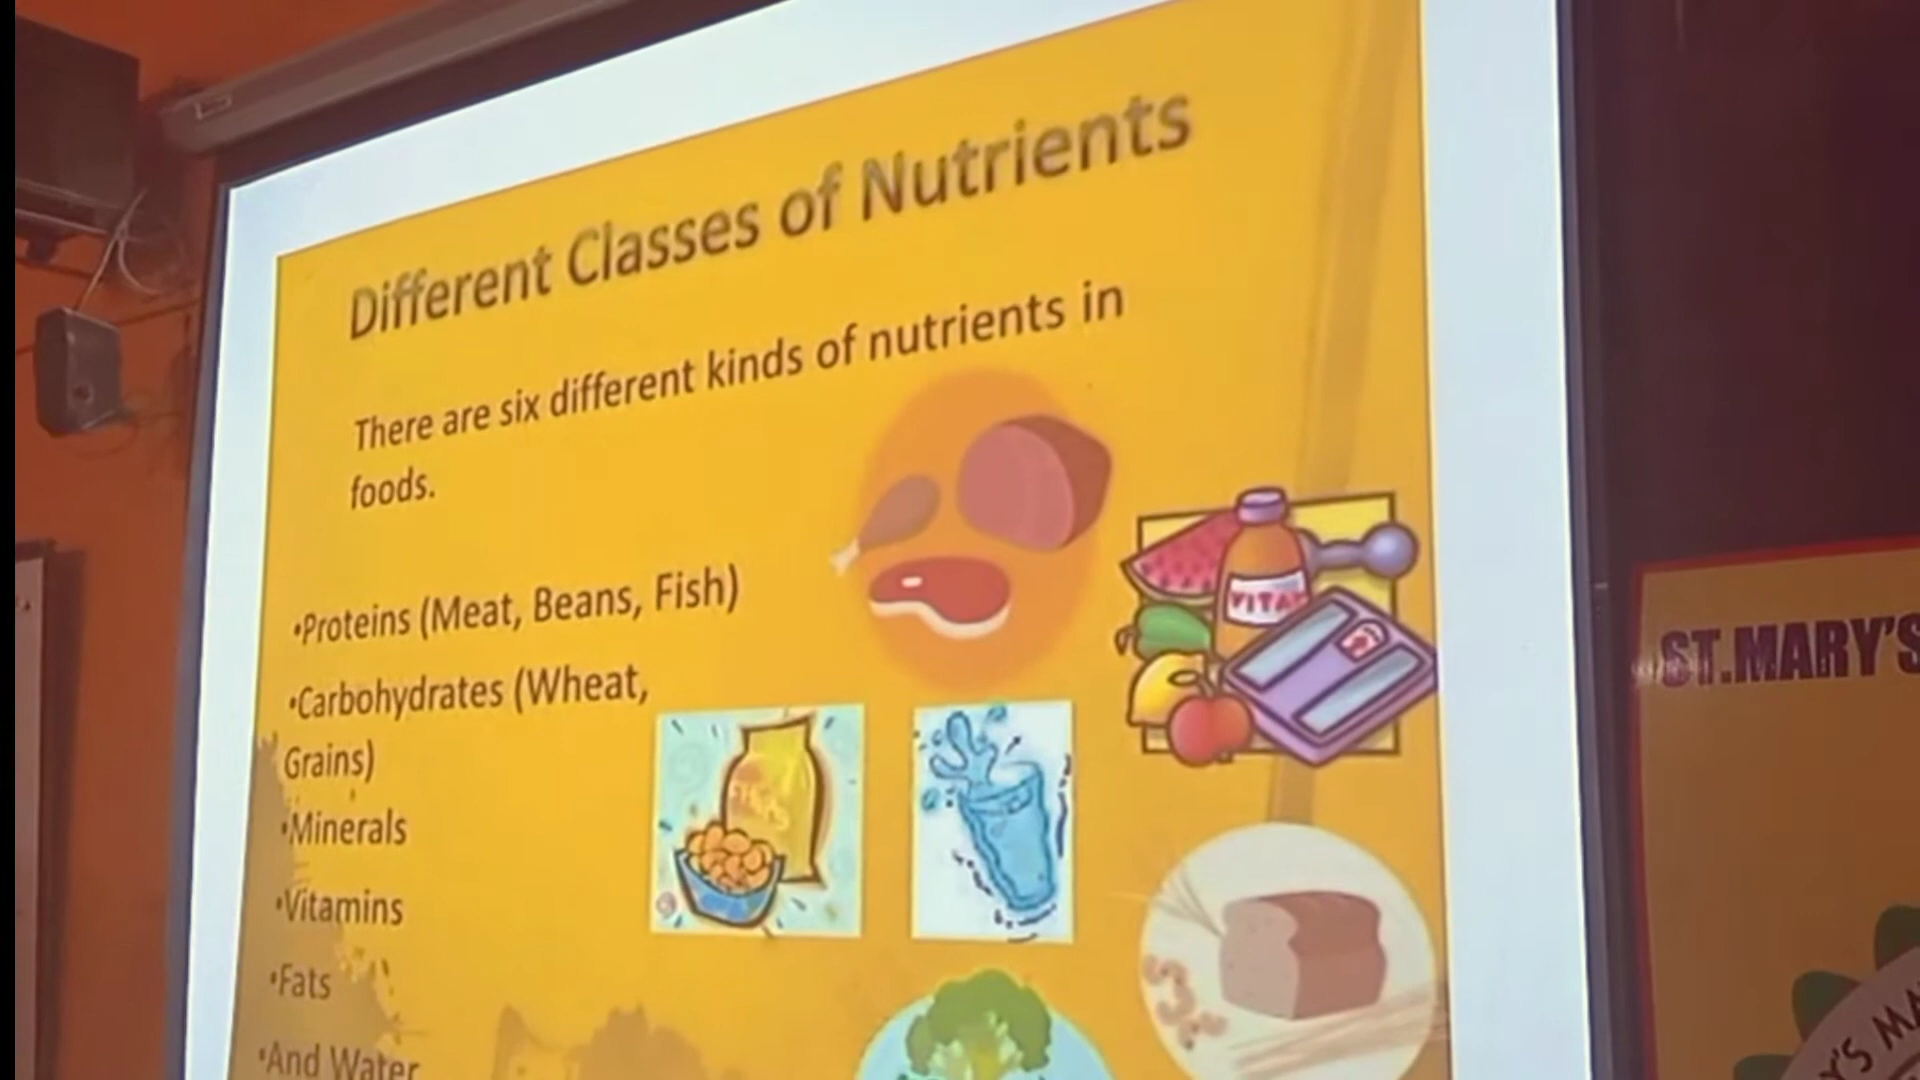 Different Classes of Nutrients
There are six different kinds of nutrients in
foods.
•Proteins (Meat, Beans, Fish)
•Carbohydrates (Wheat,
Grains)
•Minerals
•Vitamins
•Fats
•And Water
VITA
ST.MARY'S